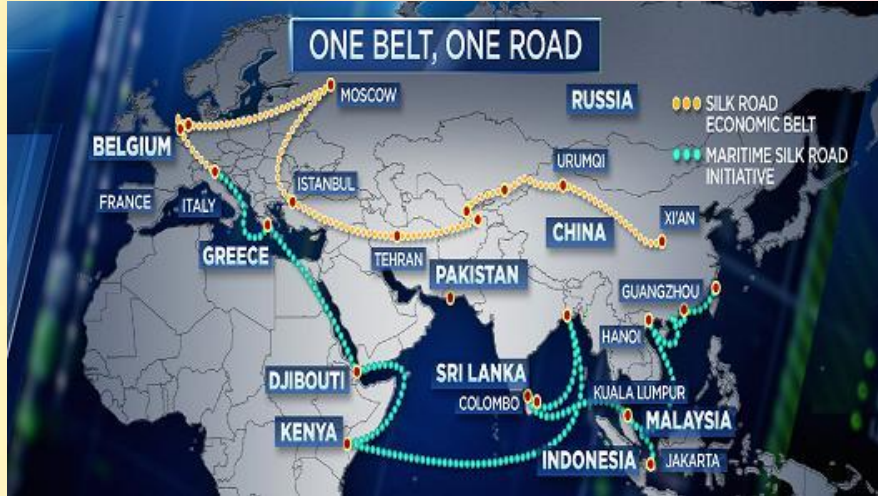 ONE BELT, ONE ROAD
MOSCOW
RUSSIA
SILK ROAD
ECONOMIC BELT
MARITIME SILK ROAD
INITIATIVE
BELGIUM
URUMQI
ISTANBUL
FRANCE
ITALY
XI'AN
CHINA
GREECE
TEHRAN
PAKISTAN
GUANGZHOU
HANOI
DJIBOUTI
SRI LANKA
COLOMBO
KUALA LUMPUR
MALAYSIA
KENYA
INDONESIA
JAKARTA